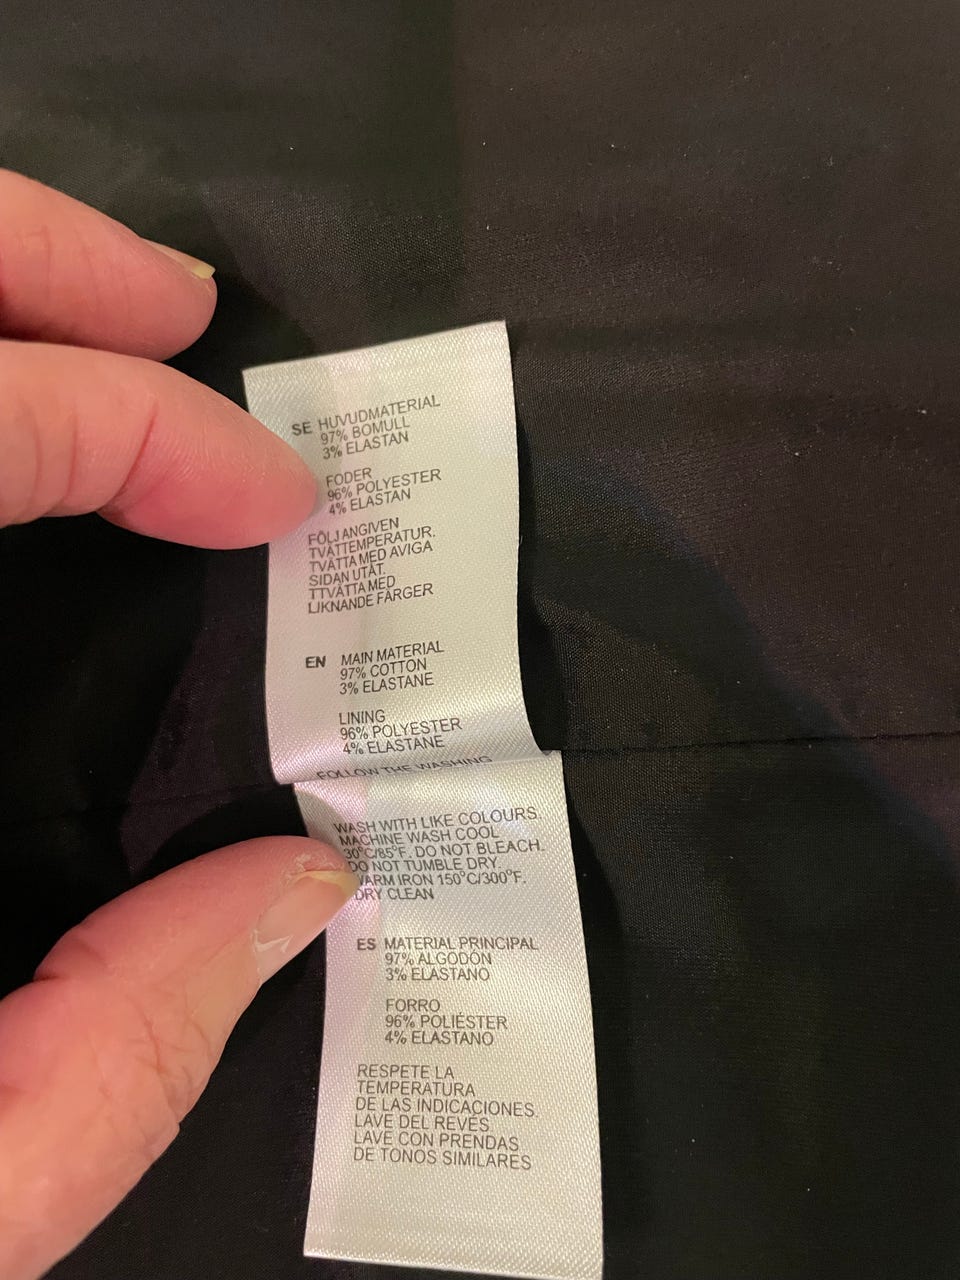 SE HUVUDMATERIAL
97% BOMULL
3% ELASTAN
FODER
96% POLYESTER
4% ELASTAN
FÖLJ ANGIVEN
TVÄTTEMPERATUR.
TVÄTTA MED AVIGA
SIDAN UTÅT.
TTVÄTTA MED
LIKNANDE FÄRGER
EN MAIN MATERIAL
97% COTTON
3% ELASTANE
LINING
96% POLYESTER
4% ELASTANE
FOLLOW THE WASHING
WASH WITH LIKE COLOURS.
MACHINE WASH COOL
30°C/85°F. DO NOT BLEACH.
DO NOT TUMBLE DRY.
WARM IRON 150°C/300°F.
DRY CLEAN
ES MATERIAL PRINCIPAL
97% ALGODÓN
3% ELASTANO
FORRO
96% POLIÉSTER
4% ELASTANO
RESPETE LA
TEMPERATURA
DE LAS INDICACIONES.
LAVE DEL REVÉS.
LAVE CON PRENDAS
DE TONOS SIMILARES